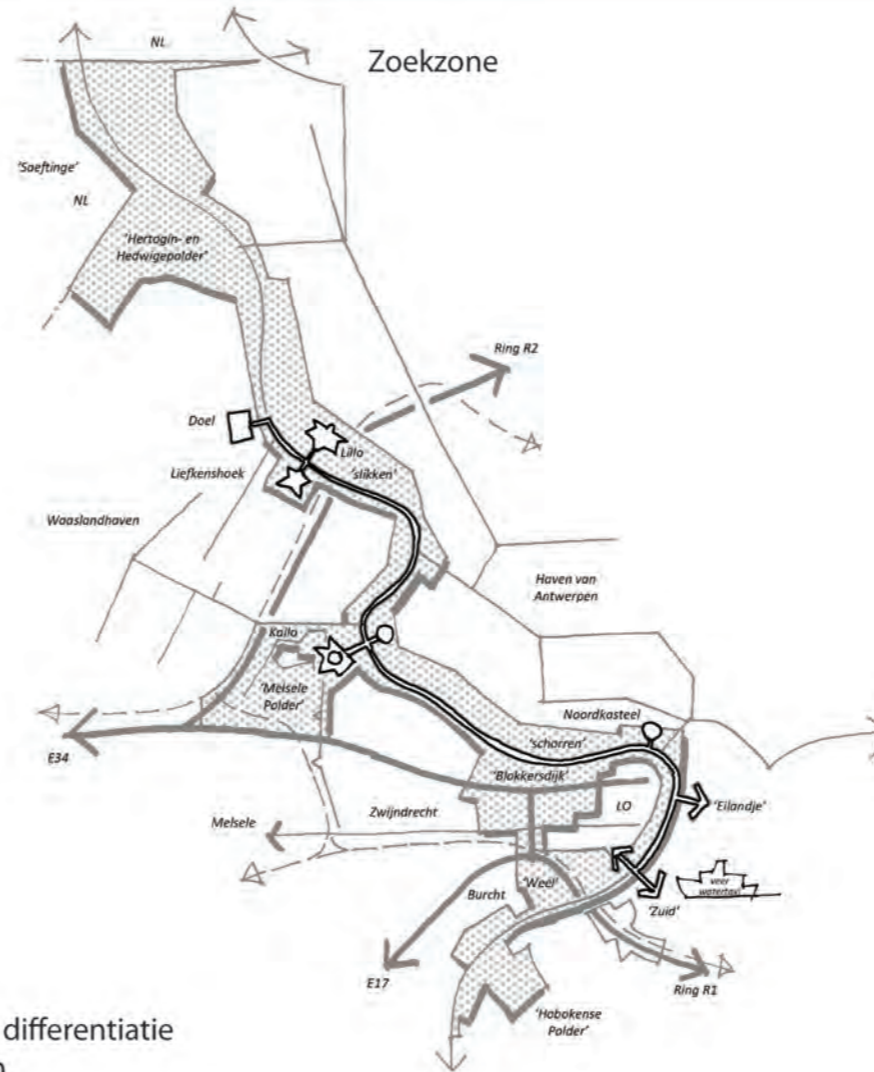 NL
Zoekzone
'Saeftinge'
NL
'Hertogin- en
Hedwigepolder'
Ring R2
Doel
Lillo
Liefkenshoek
'slikken'
Waaslandhaven
Haven van
Antwerpen
Kallo
'Melsele
Polder'
Noordkasteel
'schorren'
E34
'Blokkersdijk'
'Eilandje'
LO
Zwijndrecht
Melsele
veer
watertaxi
'Weel'
Burcht
'Zuid'
E17
Ring R1
'Hobokense
Polder'
differentiatie